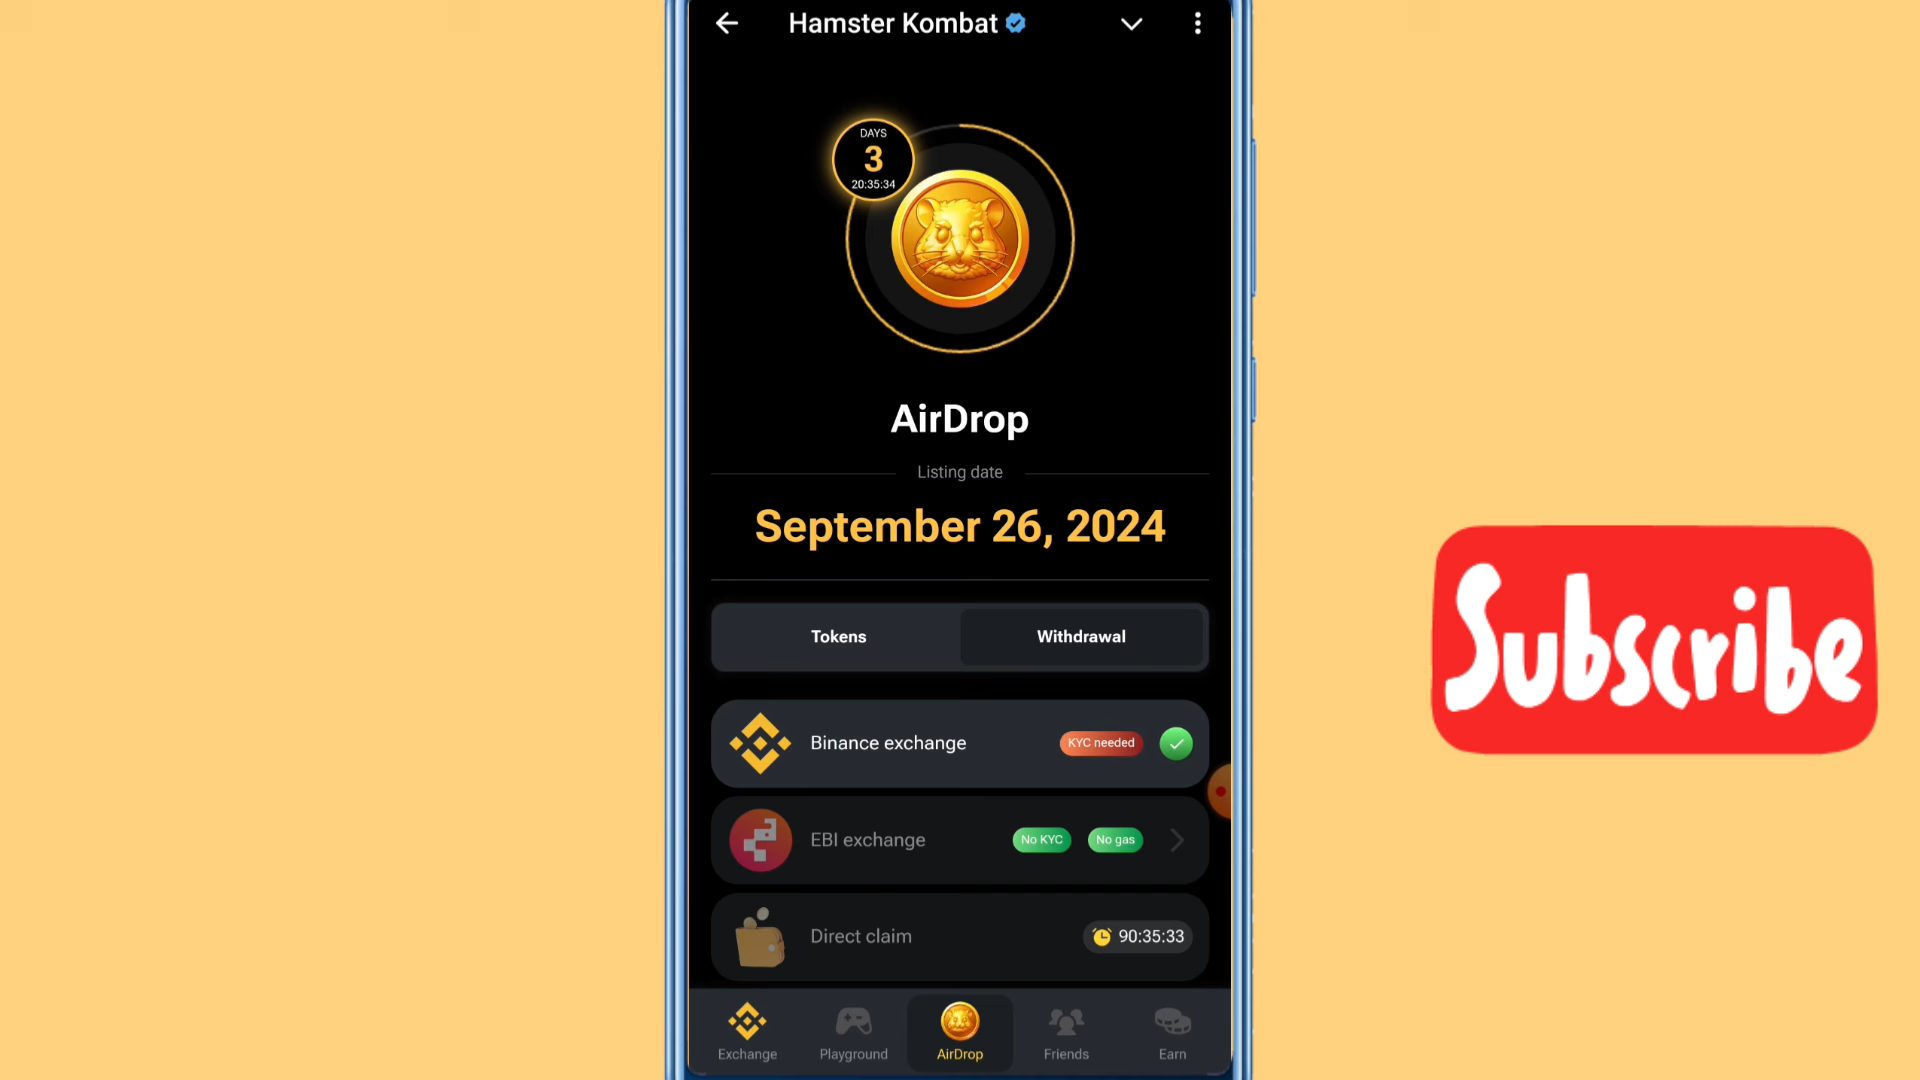 Hamster Kombat
DAYS
3
20:35:34
AirDrop
Listing date
September 26, 2024
Tokens
Withdrawal
Binance exchange
KYC needed
EBI exchange
No KYC
No gas
Direct claim
90:35:33
Subscribe
Exchange
Playground
AirDrop
Friends
Earn